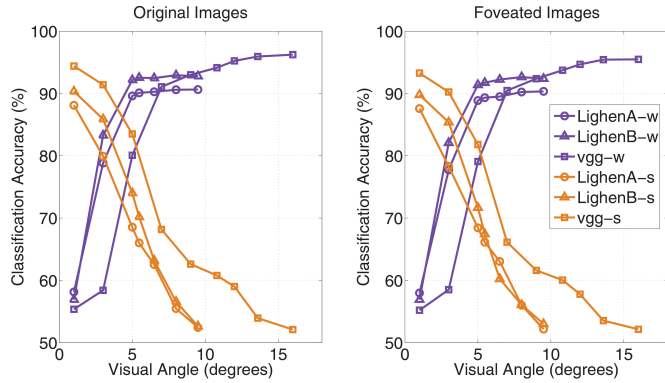 Original Images
Classification Accuracy (%)
100
90
80
70
60
50
0
5
10
15
Visual Angle (degrees)
Foveated Images
Classification Accuracy (%)
100
90
80
70
60
50
0
5
10
15
Visual Angle (degrees)
LighenA-w
LighenB-w
vgg-w
LighenA-s
LighenB-s
vgg-s